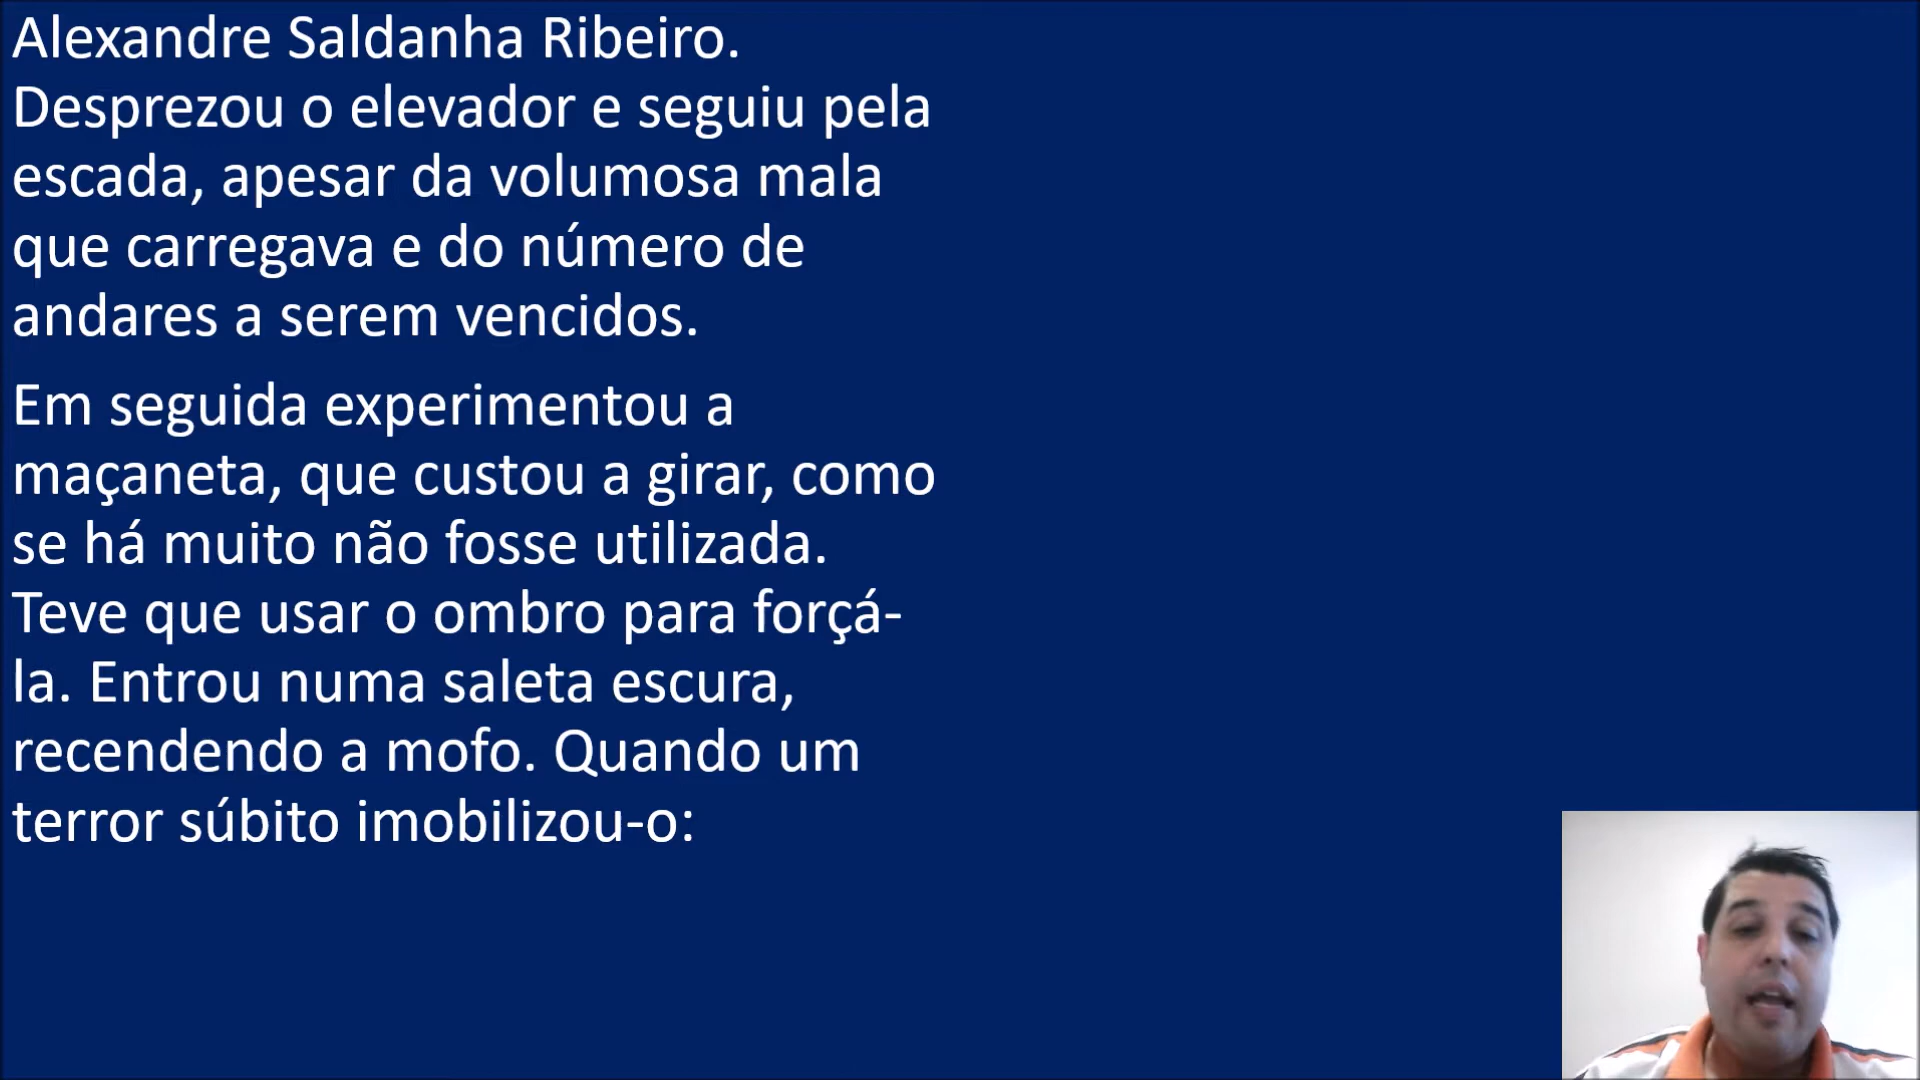 Alexandre Saldanha Ribeiro.
Desprezou o elevador e seguiu pela
escada, apesar da volumosa mala
que carregava e do número de
andares a serem vencidos.
Em seguida experimentou a
maçaneta, que custou a girar, como
se há muito não fosse utilizada.
Teve que usar o ombro para forçá-
la. Entrou numa saleta escura,
recendendo a mofo. Quando um
terror súbito imobilizou-o: